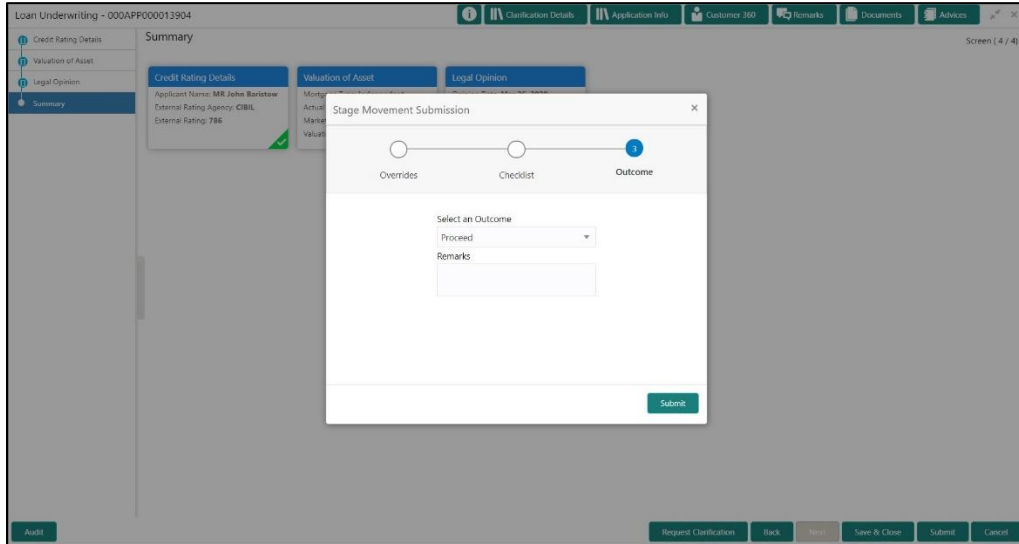 Loan Underwriting - 000APP000013904
Clarification Details
Application Info
Customer 360
Remarks
Documents
Advices
Credit Rating Details
Valuation of Asset
Legal Opinion
Summary
Summary
Screen ( 4 / 4)
Credit Rating Details
Applicant Name: MR John Baristow
External Rating Agency: CIBIL
External Rating: 786
Valuation of Asset
Actual
Market
Legal Opinion
Stage Movement Submission
Overrides
Checklist
3
Outcome
Select an Outcome
Proceed
Remarks
Submit
Audit
Request Clarification
Back
Next
Save & Close
Submit
Cancel